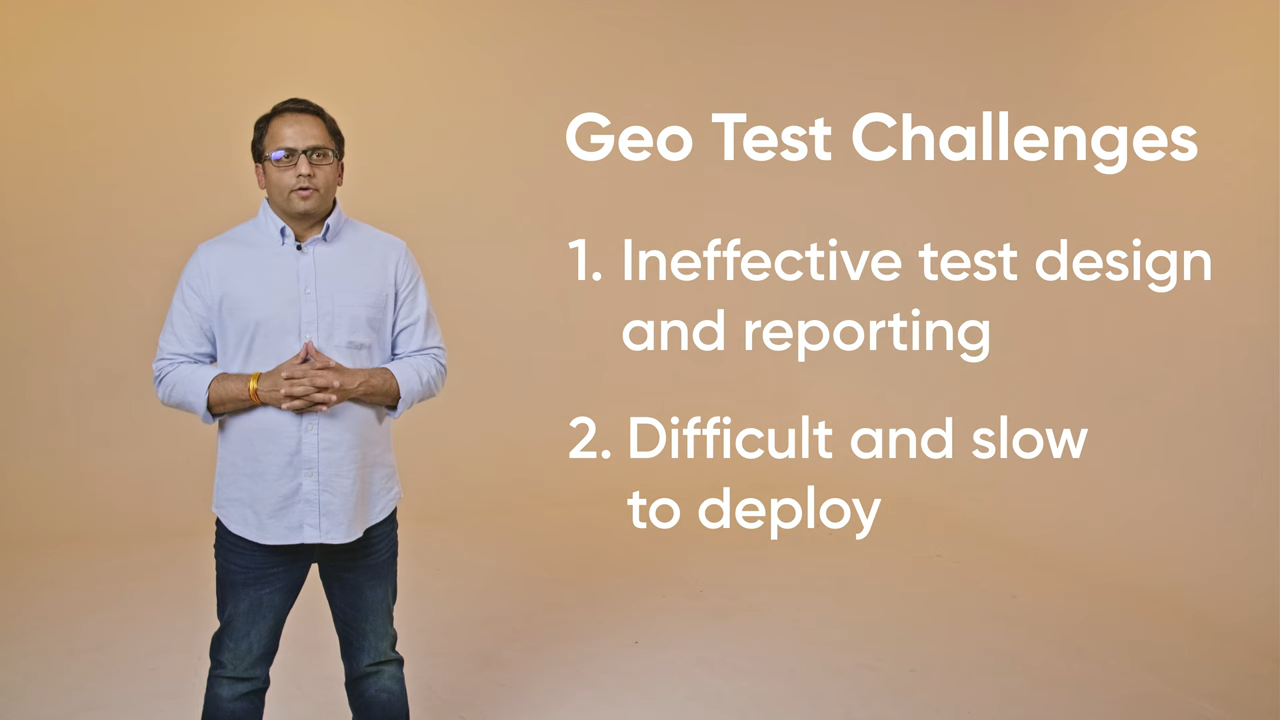 Geo Test Challenges
1. Ineffective test design
and reporting
2. Difficult and slow
to deploy